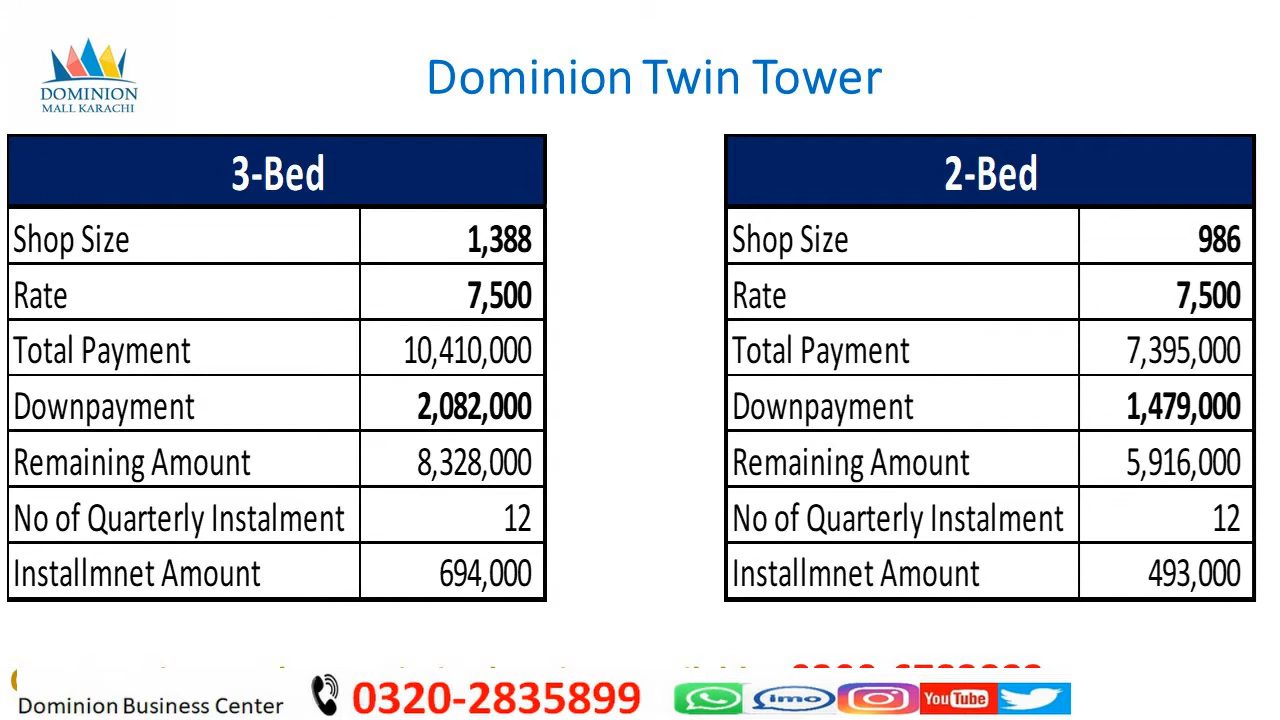 DOMINION
MALL KARACHI
Dominion Twin Tower
3-Bed
Shop Size 1,388
Rate 7,500
Total Payment 10,410,000
Downpayment 2,082,000
Remaining Amount 8,328,000
No of Quarterly Instalment 12
Installmnet Amount 694,000
2-Bed
Shop Size 986
Rate 7,500
Total Payment 7,395,000
Downpayment 1,479,000
Remaining Amount 5,916,000
No of Quarterly Instalment 12
Installmnet Amount 493,000
Dominion Business Center 0320-2835899 imo YouTube